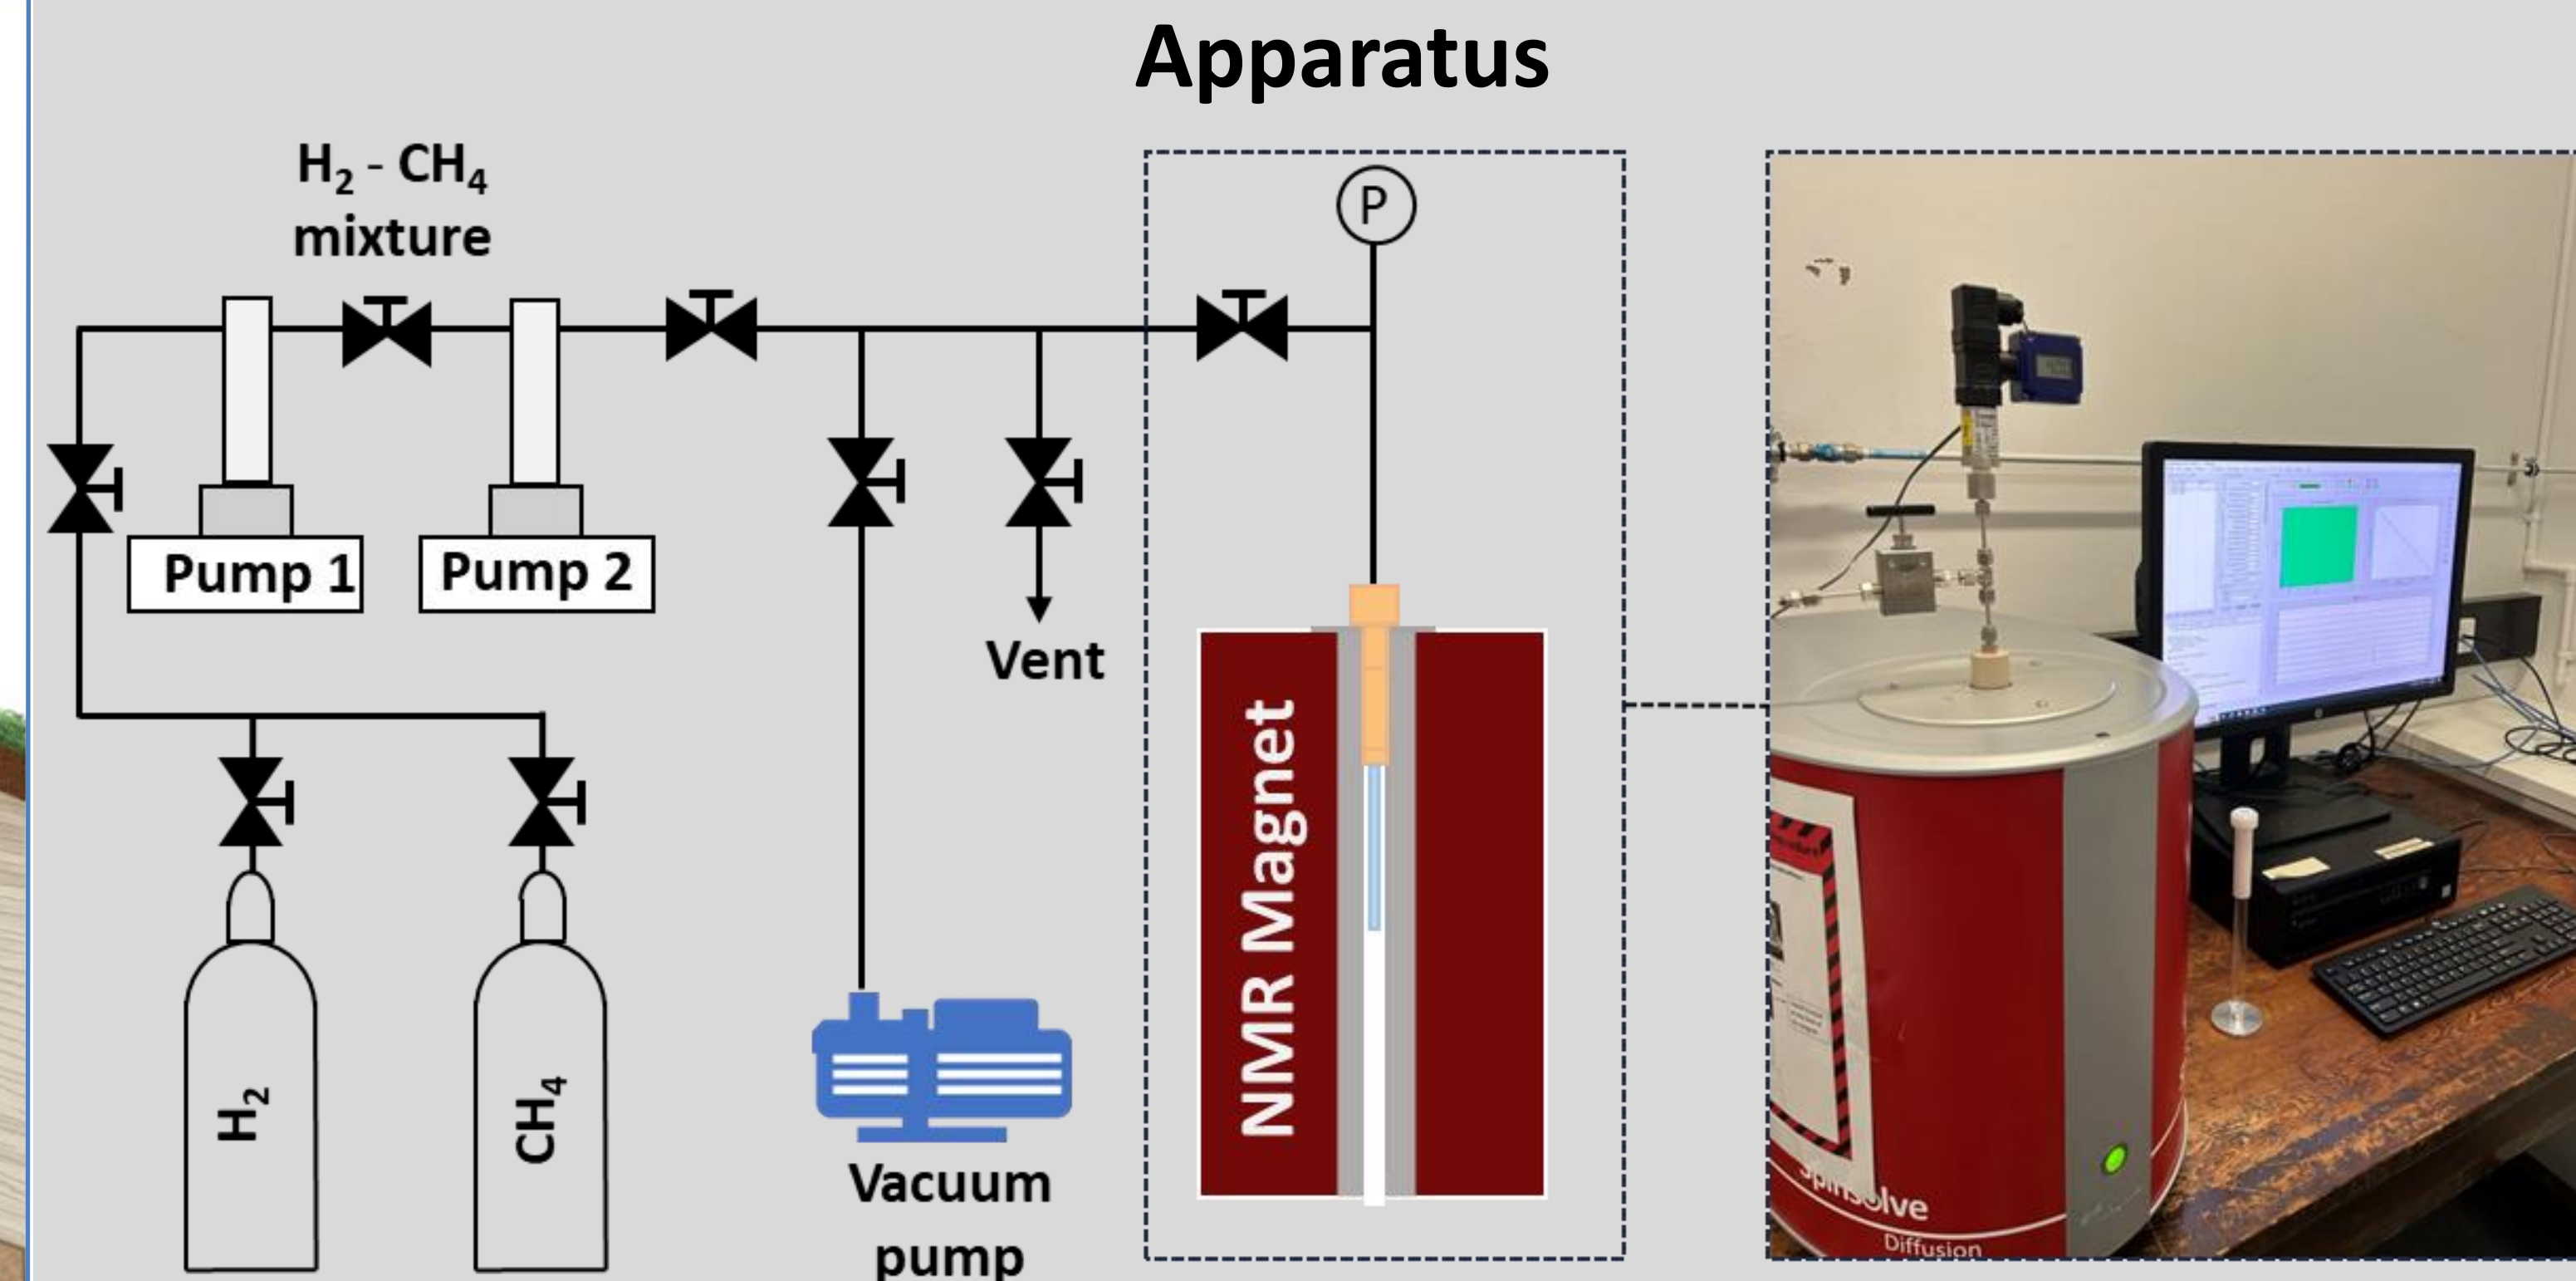 Apparatus
H₂ - CH₄
mixture
P
Pump 1
Pump 2
Vent
NMR Magnet
H₂
CH₄
Vacuum
pump
Spinsolve
Diffusion